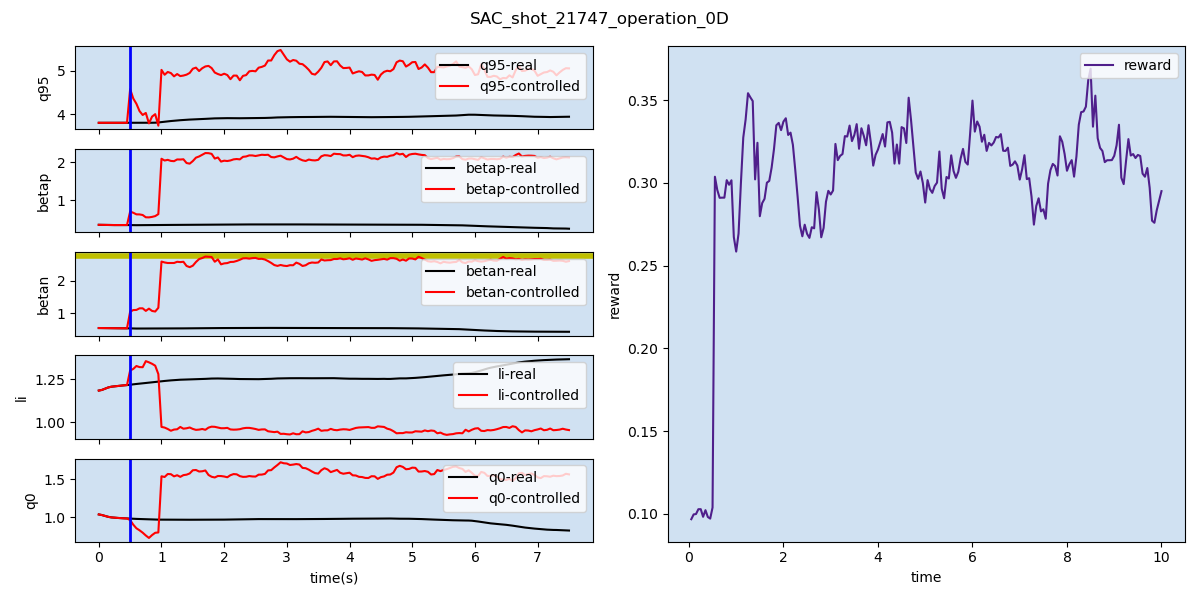 SAC_shot_21747_operation_0D
q95
5
4
q95-real
q95-controlled
betap
2
1
betap-real
betap-controlled
betan
2
1
betan-real
betan-controlled
li
1.25
1.00
li-real
li-controlled
q0
1.5
1.0
q0-real
q0-controlled
0 1 2 3 4 5 6 7
time(s)
reward
0.35
0.30
0.25
0.20
0.15
0.10
reward
0 2 4 6 8 10
time